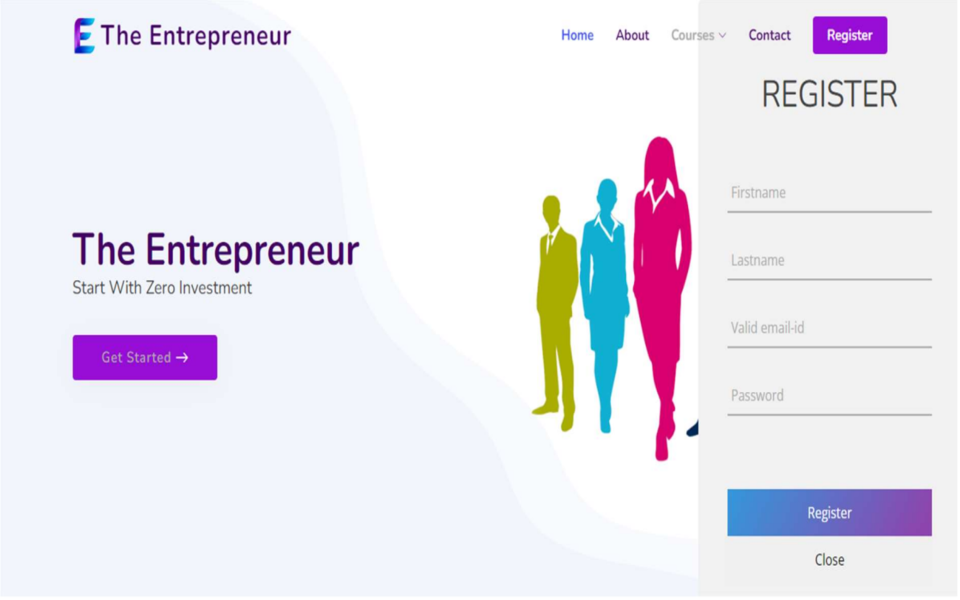 E The Entrepreneur
Home About Courses Contact Register
The Entrepreneur
Start With Zero Investment
Get Started →
REGISTER
Firstname
Lastname
Valid email-id
Password
Register
Close